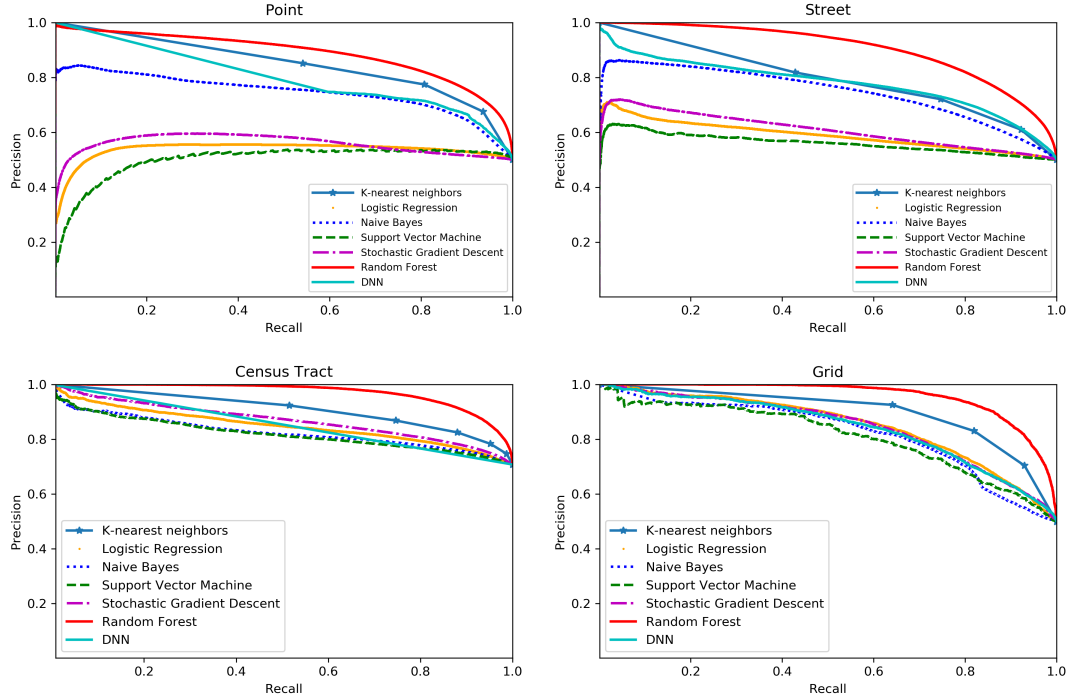 Point
1.0
0.8
0.6
0.4
0.2
Precision
K-nearest neighbors
Logistic Regression
Naive Bayes
Support Vector Machine
Stochastic Gradient Descent
Random Forest
DNN
0.2 0.4 0.6 0.8 1.0
Recall
Street
1.0
0.8
0.6
0.4
0.2
Precision
K-nearest neighbors
Logistic Regression
Naive Bayes
Support Vector Machine
Stochastic Gradient Descent
Random Forest
DNN
0.2 0.4 0.6 0.8 1.0
Recall
Census Tract
1.0
0.8
0.6
0.4
0.2
Precision
K-nearest neighbors
Logistic Regression
Naive Bayes
Support Vector Machine
Stochastic Gradient Descent
Random Forest
DNN
0.2 0.4 0.6 0.8 1.0
Recall
Grid
1.0
0.8
0.6
0.4
0.2
Precision
K-nearest neighbors
Logistic Regression
Naive Bayes
Support Vector Machine
Stochastic Gradient Descent
Random Forest
DNN
0.2 0.4 0.6 0.8 1.0
Recall